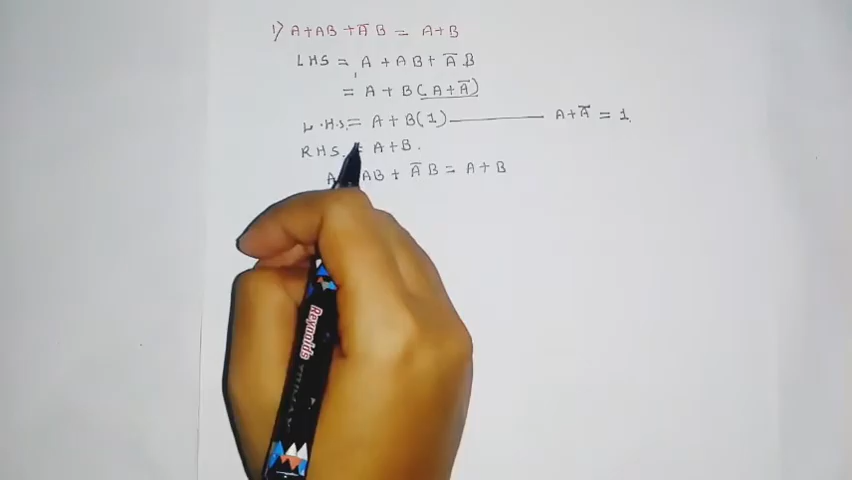 1) A+AB+A̅B = A+B
LHS = A + AB + A̅B
= A + B(A+A̅)
L.H.S. = A + B(1) A+A̅ = 1.
RHS. = A+B.
A AB + A̅B = A+B
Reynolds